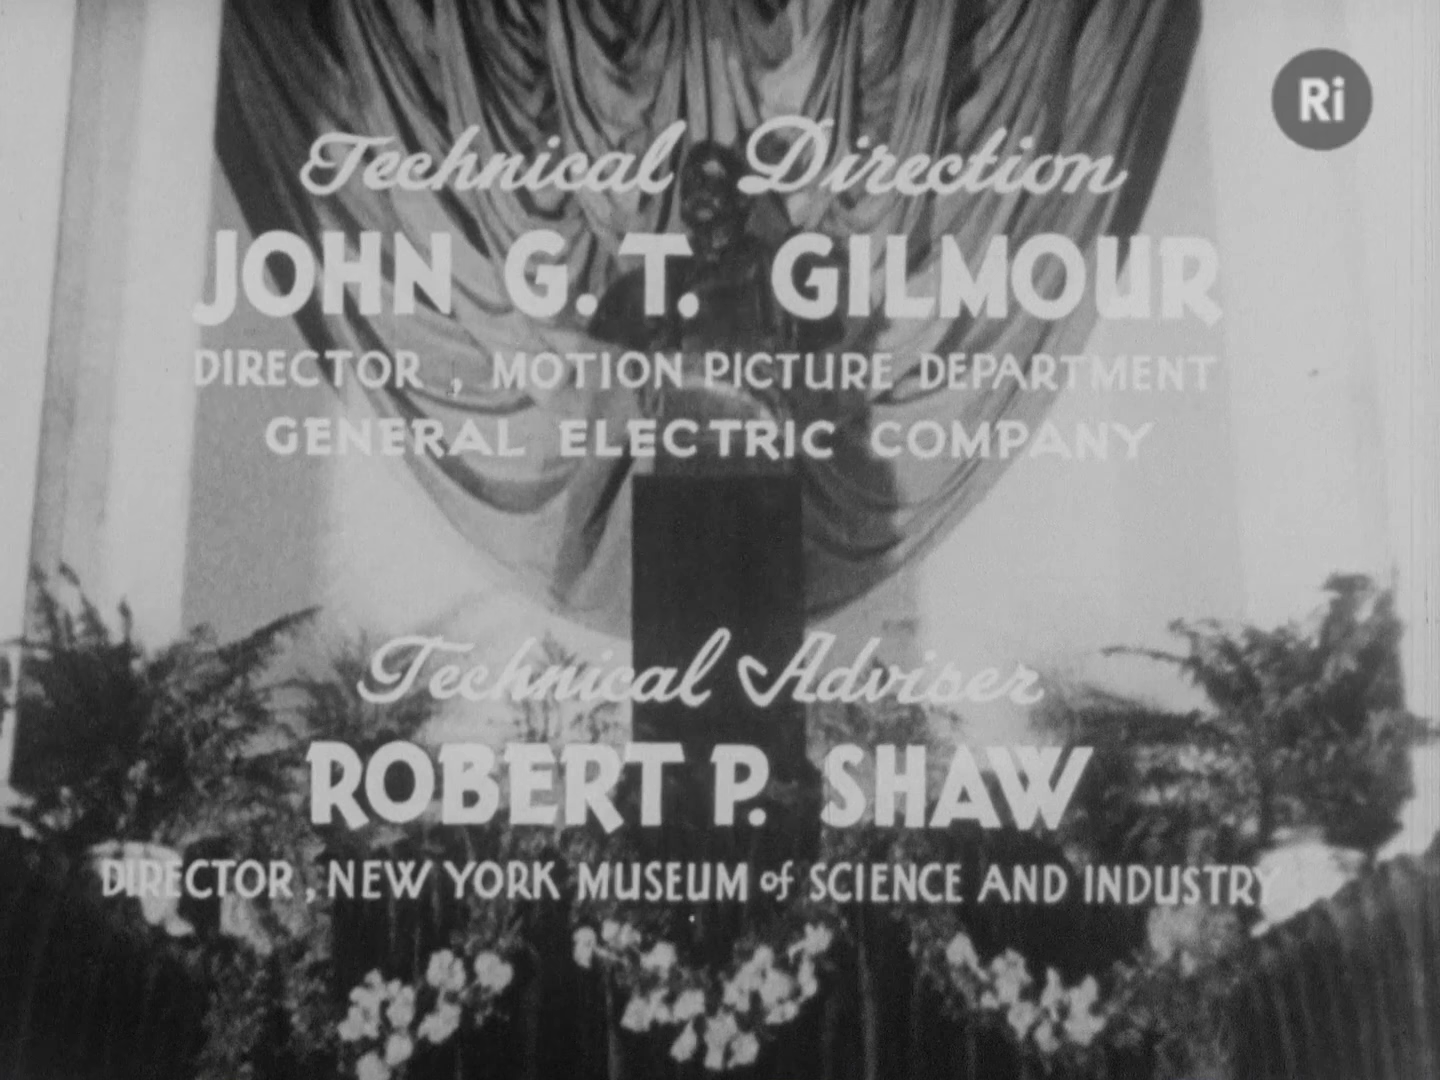 Ri
Technical Direction
JOHN G. T. GILMOUR
DIRECTOR, MOTION PICTURE DEPARTMENT
GENERAL ELECTRIC COMPANY
Technical Adviser
ROBERT P. SHAW
DIRECTOR, NEW YORK MUSEUM of SCIENCE AND INDUSTRY